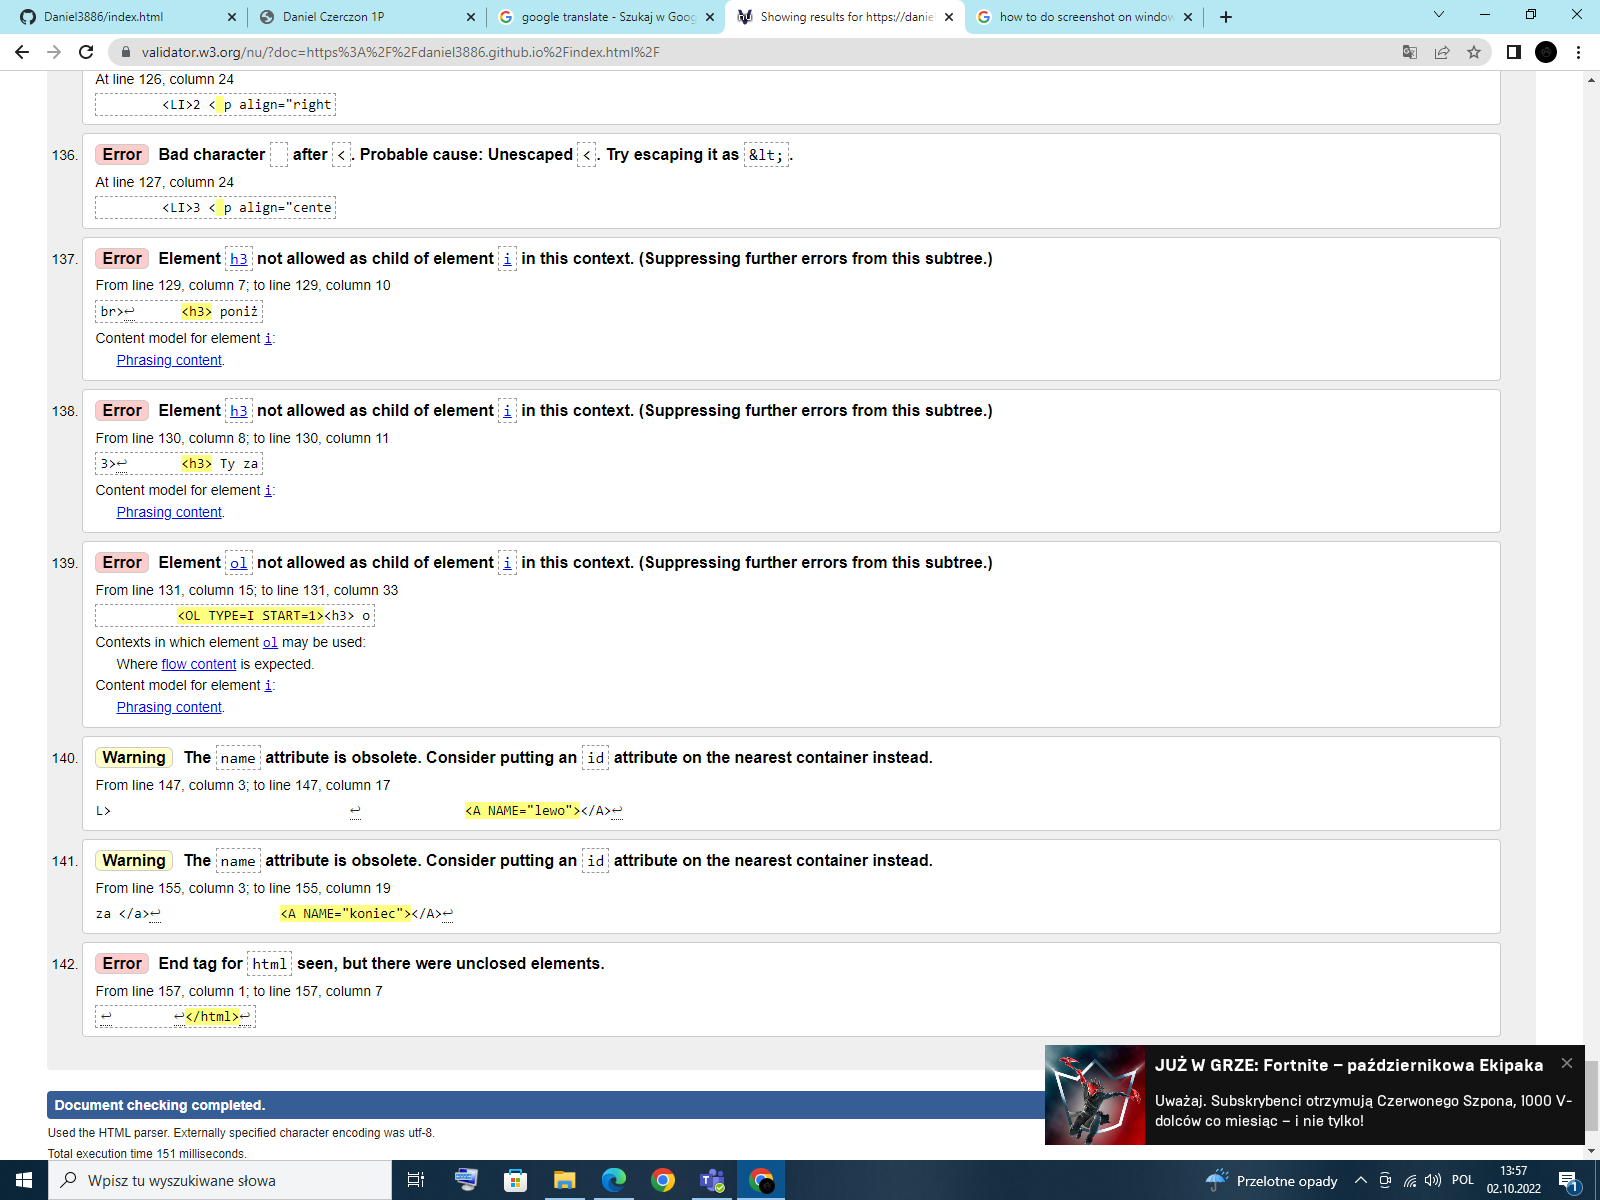 Daniel3886/index.html
Daniel Czerczon 1P
google translate - Szukaj w Goog
Showing results for https://daniel
how to do screenshot on window
validator.w3.org/nu/?doc=https%3A%2F%2Fdaniel3886.github.io%2Findex.html%2F
At line 126, column 24
<LI>2 < p align="right
136. Error Bad character   after <. Probable cause: Unescaped <. Try escaping it as &lt;.
At line 127, column 24
<LI>3 < p align="cente
137. Error Element h3 not allowed as child of element i in this context. (Suppressing further errors from this subtree.)
From line 129, column 7; to line 129, column 10
br>↩ <h3> poniż
Content model for element i:
Phrasing content.
138. Error Element h3 not allowed as child of element i in this context. (Suppressing further errors from this subtree.)
From line 130, column 8; to line 130, column 11
3>↩ <h3> Ty za
Content model for element i:
Phrasing content.
139. Error Element ol not allowed as child of element i in this context. (Suppressing further errors from this subtree.)
From line 131, column 15; to line 131, column 33
<OL TYPE=I START=1><h3> o
Contexts in which element ol may be used:
Where flow content is expected.
Content model for element i:
Phrasing content.
140. Warning The name attribute is obsolete. Consider putting an id attribute on the nearest container instead.
From line 147, column 3; to line 147, column 17
L> ↩ <A NAME="lewo"></A>↩
141. Warning The name attribute is obsolete. Consider putting an id attribute on the nearest container instead.
From line 155, column 3; to line 155, column 19
za </a>↩ <A NAME="koniec"></A>↩
142. Error End tag for html seen, but there were unclosed elements.
From line 157, column 1; to line 157, column 7
↩ ↩</html>↩
Document checking completed.
Used the HTML parser. Externally specified character encoding was utf-8.
Total execution time 151 milliseconds.
JUŻ W GRZE: Fortnite – październikowa Ekipaka
Uważaj. Subskrybenci otrzymują Czerwonego Szpona, 1000 V-
dolców co miesiąc – i nie tylko!
Wpisz tu wyszukiwane słowa
Przelotne opady
POL
13:57
02.10.2022
1